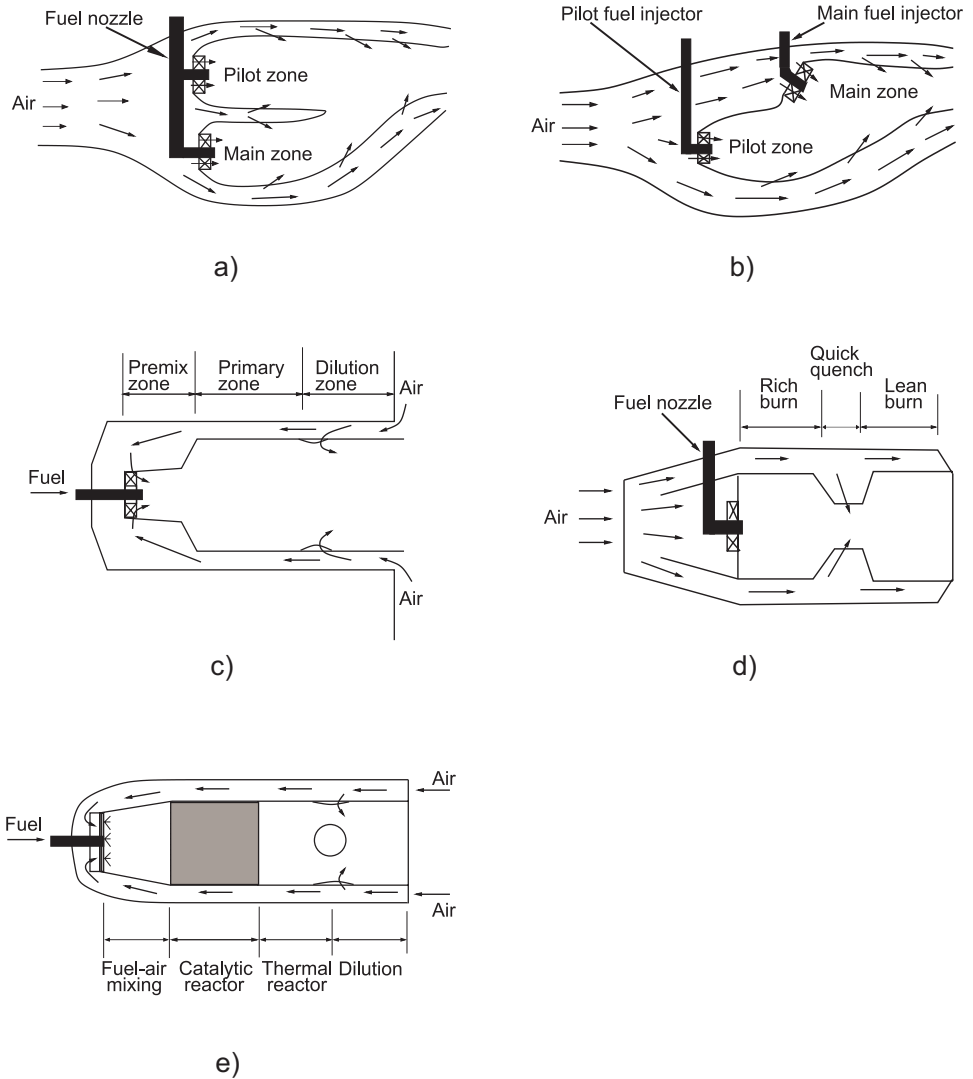 Fuel nozzle
Pilot zone
Air
Main zone
a)
Pilot fuel injector
Main fuel injector
Main zone
Air
Pilot zone
b)
Premix
zone
Primary
zone
Dilution
zone
Air
Fuel
Air
c)
Quick
quench
Rich
burn
Lean
burn
Fuel nozzle
Air
d)
Air
Fuel
Air
Fuel-air
mixing
Catalytic
reactor
Thermal
reactor
Dilution
e)